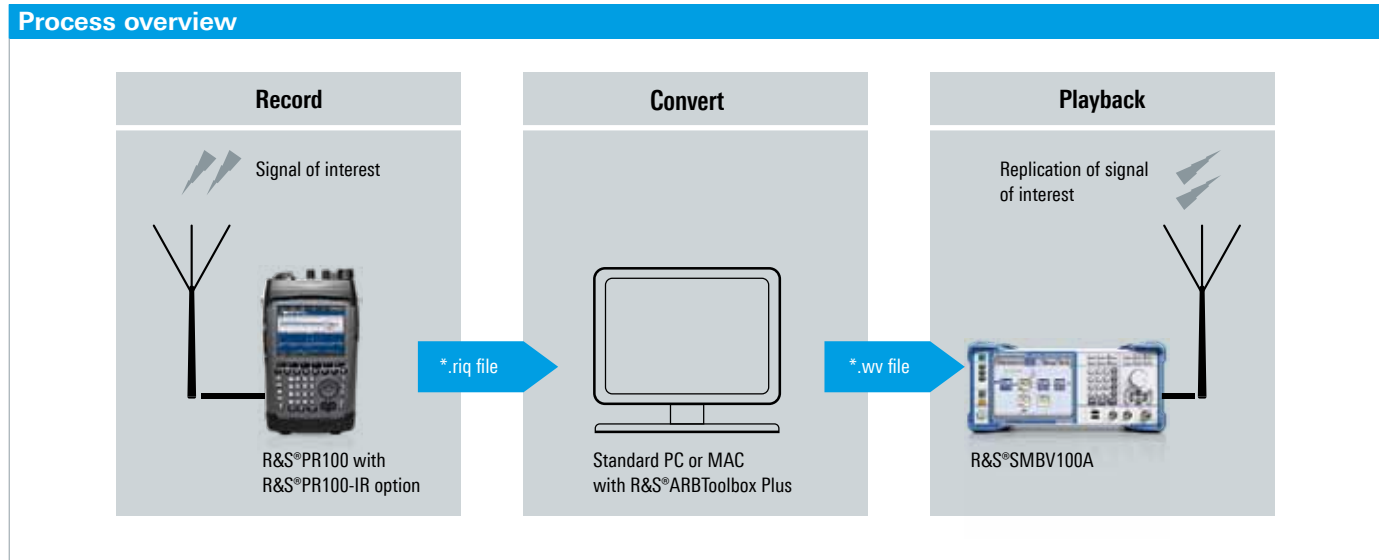 Process overview
Record
Signal of interest
*.riq file
R&S®PR100 with
R&S®PR100-IR option
Convert
Standard PC or MAC
with R&S®ARBToolbox Plus
*.wv file
Playback
Replication of signal
of interest
R&S®SMBV100A